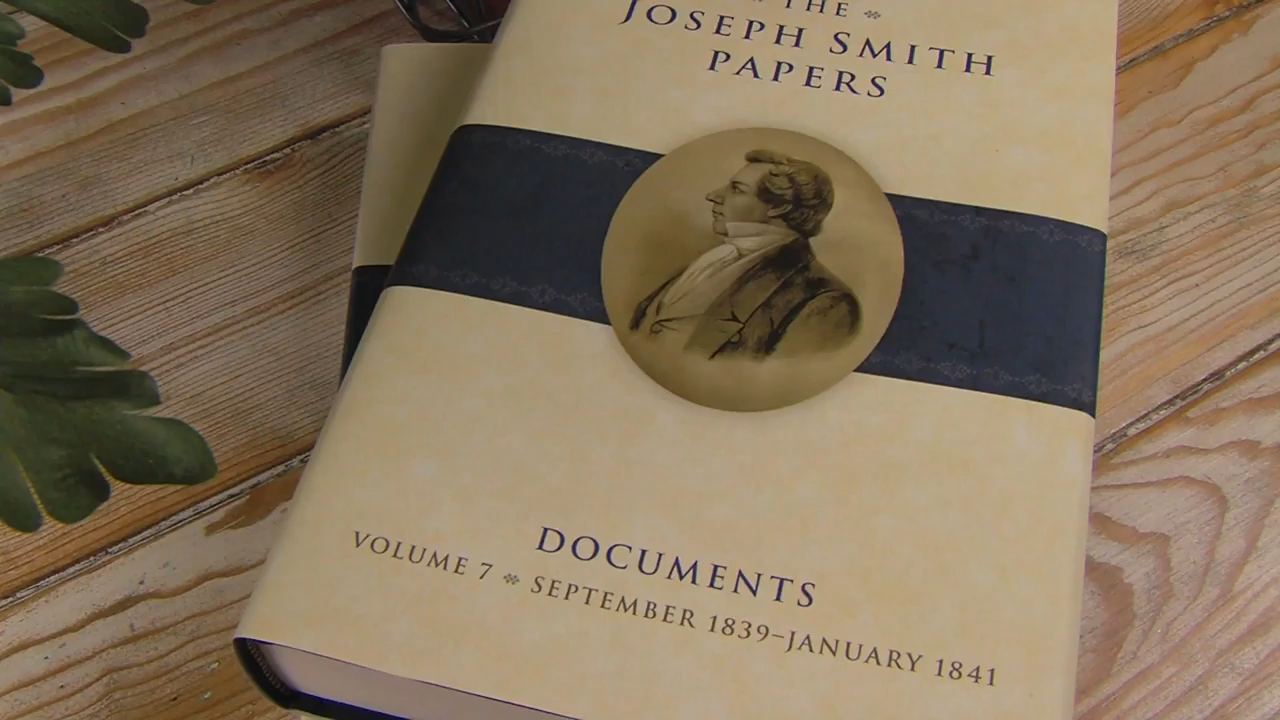 THE
JOSEPH SMITH
PAPERS
DOCUMENTS
VOLUME 7 ❉ SEPTEMBER 1839–JANUARY 1841